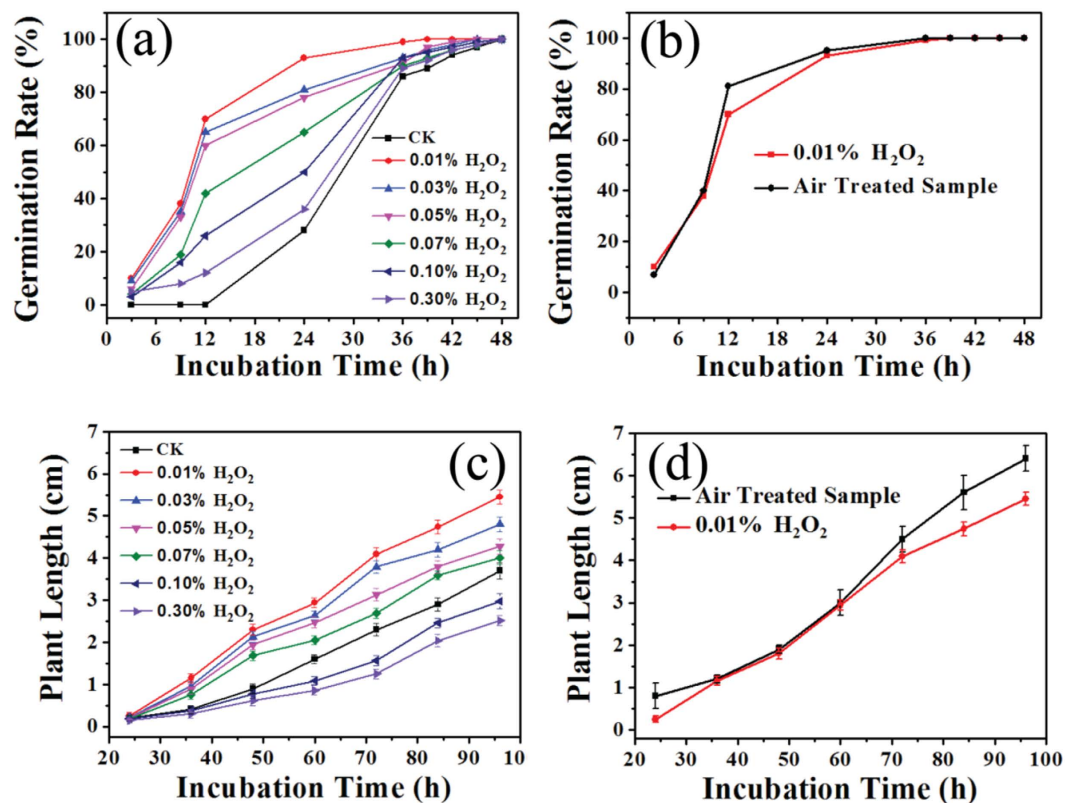 (a)
Germination Rate (%)
100
80
60
40
20
0
CK
0.01% H₂O₂
0.03% H₂O₂
0.05% H₂O₂
0.07% H₂O₂
0.10% H₂O₂
0.30% H₂O₂
0 6 12 18 24 30 36 42 48
Incubation Time (h)
(b)
Germination Rate (%)
100
80
60
40
20
0
0.01% H₂O₂
Air Treated Sample
0 6 12 18 24 30 36 42 48
Incubation Time (h)
(c)
Plant Length (cm)
7
6
5
4
3
2
1
0
CK
0.01% H₂O₂
0.03% H₂O₂
0.05% H₂O₂
0.07% H₂O₂
0.10% H₂O₂
0.30% H₂O₂
20 30 40 50 60 70 80 90 10
Incubation Time (h)
(d)
Plant Length (cm)
7
6
5
4
3
2
1
0
Air Treated Sample
0.01% H₂O₂
20 30 40 50 60 70 80 90 100
Incubation Time (h)